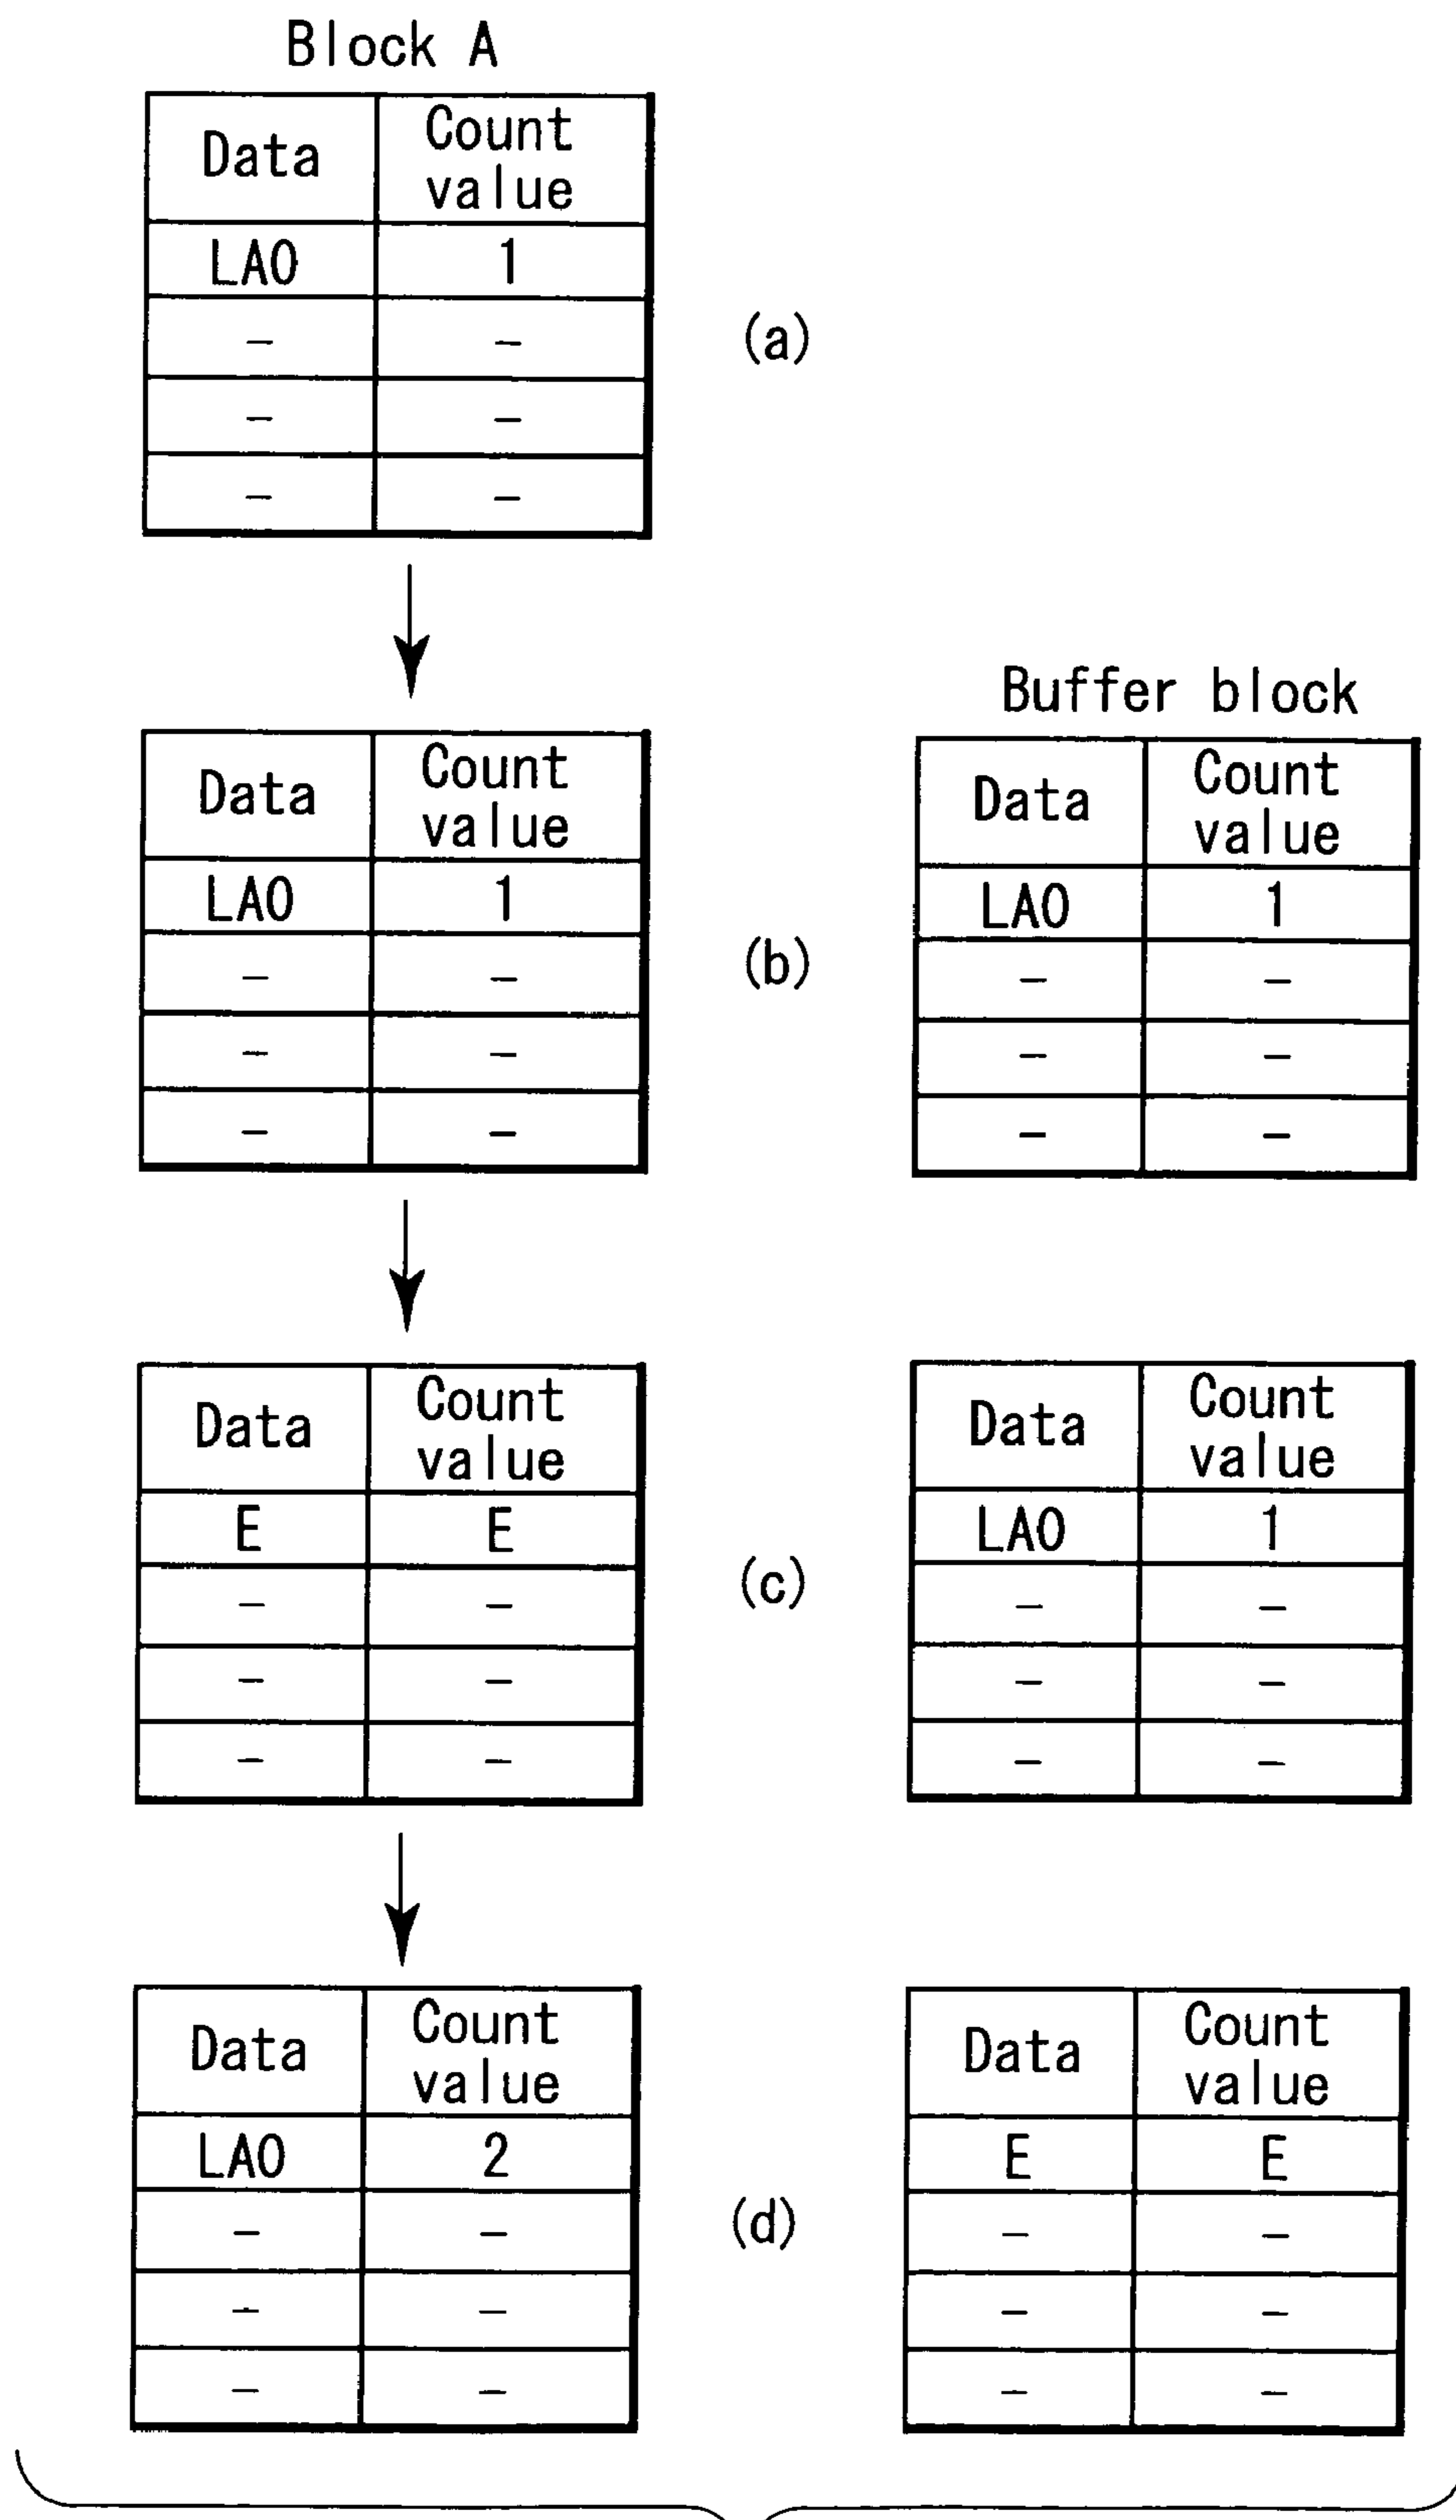 Block A
Data Count value
LA0 1
- -
- -
- -
(a)
Buffer block
Data Count value
LA0 1
- -
- -
- -
(b)
Data Count value
LA0 1
- -
- -
- -
Data Count value
E E
- -
- -
- -
(c)
Data Count value
LA0 1
- -
- -
- -
Data Count value
LA0 2
- -
- -
- -
(d)
Data Count value
E E
- -
- -
- -